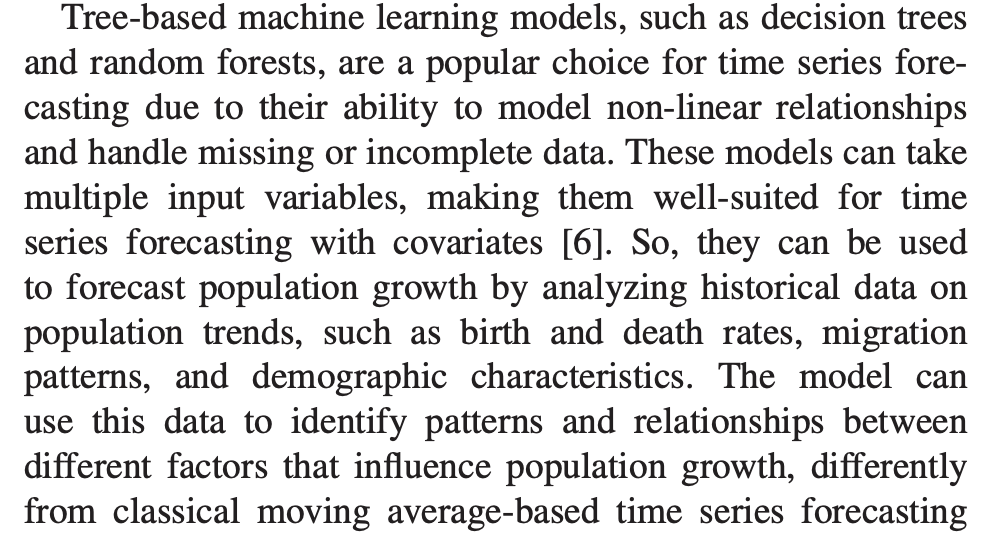 Tree-based machine learning models, such as decision trees
and random forests, are a popular choice for time series fore-
casting due to their ability to model non-linear relationships
and handle missing or incomplete data. These models can take
multiple input variables, making them well-suited for time
series forecasting with covariates [6]. So, they can be used
to forecast population growth by analyzing historical data on
population trends, such as birth and death rates, migration
patterns, and demographic characteristics. The model can
use this data to identify patterns and relationships between
different factors that influence population growth, differently
from classical moving average-based time series forecasting